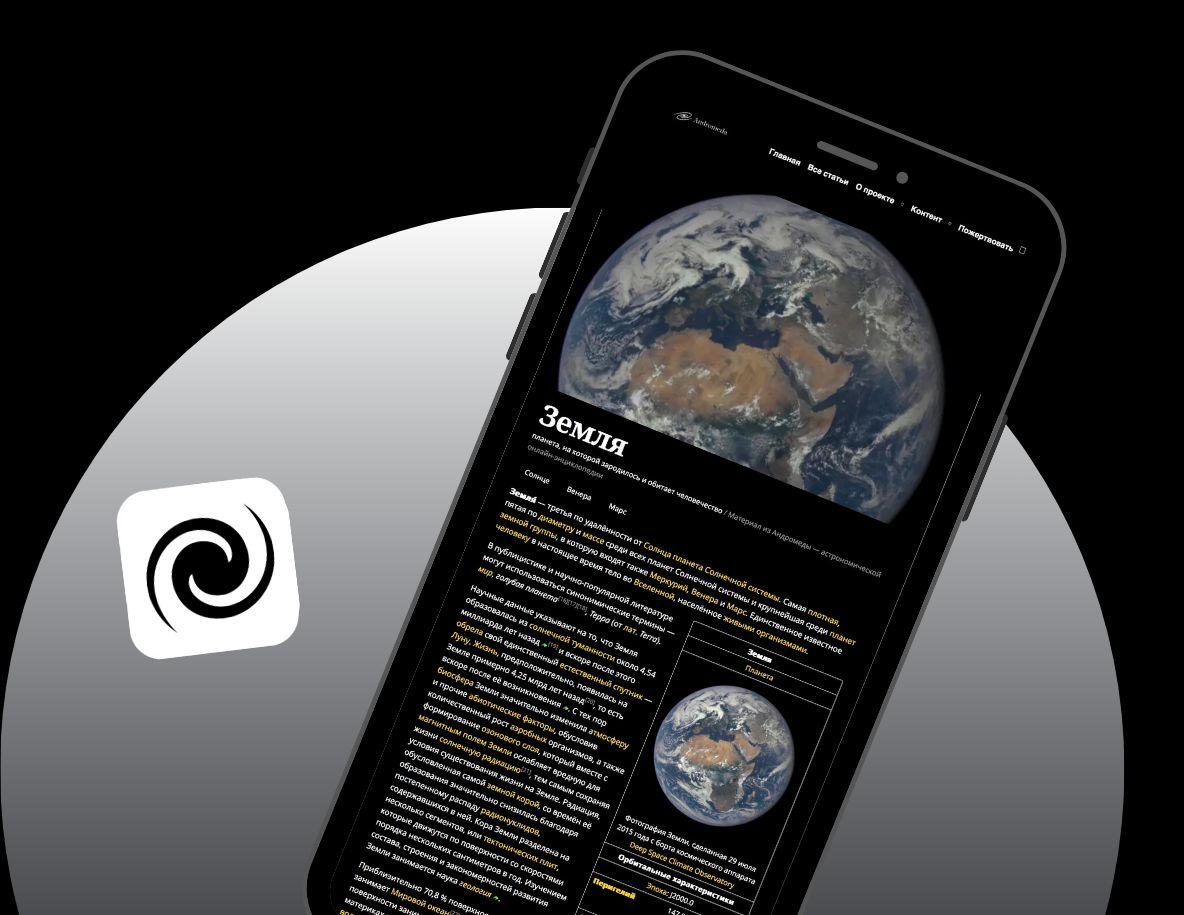 Andromeda
Главная Все статьи О проекте Контент Пожертвовать
Земля
планета, на которой зародилось и обитает человечество / Материал из Андромеды — астрономической
онлайн-энциклопедии
Солнце Венера Марс
Земля́ — третья по удалённости от Солнца планета Солнечной системы. Самая плотная,
пятая по диаметру и массе среди всех планет Солнечной системы и крупнейшая среди планет
земной группы, в которую входят также Меркурий, Венера и Марс. Единственное известное
человеку в настоящее время тело во Вселенной, населённое живыми организмами.
В публицистике и научно-популярной литературе
могут использоваться синонимические термины —
мир, голубая планета[16][17][18], Терра (от лат. Terra).
Научные данные указывают на то, что Земля
образовалась из солнечной туманности около 4,54
миллиарда лет назад [19] и вскоре после этого
обрела свой единственный естественный спутник —
Луну. Жизнь, предположительно, появилась на
Земле примерно 4,25 млрд лет назад[20], то есть
вскоре после её возникновения. С тех пор
биосфера Земли значительно изменила атмосферу
и прочие абиотические факторы, обусловив
количественный рост аэробных организмов, а также
формирование озонового слоя, который вместе с
магнитным полем Земли ослабляет вредную для
жизни солнечную радиацию[21], тем самым сохраняя
условия существования жизни на Земле. Радиация,
обусловленная самой земной корой, со времён её
образования значительно снизилась благодаря
постепенному распаду радионуклидов,
содержавшихся в ней. Кора Земли разделена на
несколько сегментов, или тектонических плит,
которые движутся по поверхности со скоростями
порядка нескольких сантиметров в год. Изучением
состава, строения и закономерностей развития
Земли занимается наука геология.
Приблизительно 70,8 %
занимает Мировой океан
Земля
Планета
Фотография Земли, сделанная 29 июля
2015 года с борта космического аппарата
Deep Space Climate Observatory
Орбитальные характеристики
Эпоха: J2000.0
Перигелий